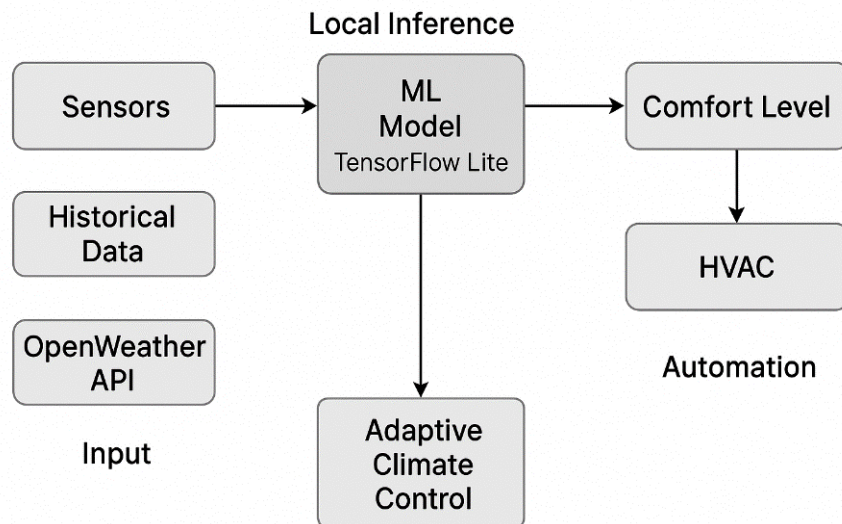 Local Inference
Sensors
ML
Model
TensorFlow Lite
Comfort Level
Historical
Data
HVAC
OpenWeather
API
Automation
Input
Adaptive
Climate
Control